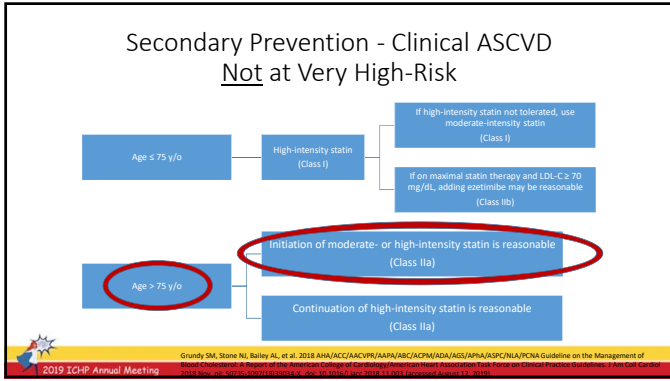 Secondary Prevention - Clinical ASCVD
Not at Very High-Risk
If high-intensity statin not tolerated, use
moderate-intensity statin
(Class I)
Age ≤ 75 y/o
High-intensity statin
(Class I)
If on maximal statin therapy and LDL-C ≥ 70
mg/dL, adding ezetimibe may be reasonable
(Class IIb)
Initiation of moderate- or high-intensity statin is reasonable
(Class IIa)
Age > 75 y/o
Continuation of high-intensity statin is reasonable
(Class IIa)
Grundy SM, Stone NJ, Bailey AL, et al. 2018 AHA/ACC/AACVPR/AAPA/ABC/ACPM/ADA/AGS/APhA/ASPC/NLA/PCNA Guideline on the Management of
Blood Cholesterol: A Report of the American College of Cardiology/American Heart Association Task Force on Clinical Practice Guidelines. J Am Coll Cardiol
2018 Nov. pii: S0735-1097(18)39034-X. doi: 10.1016/j.jacc.2018.11.003 (accessed August 12, 2019).
2019 ICHP Annual Meeting